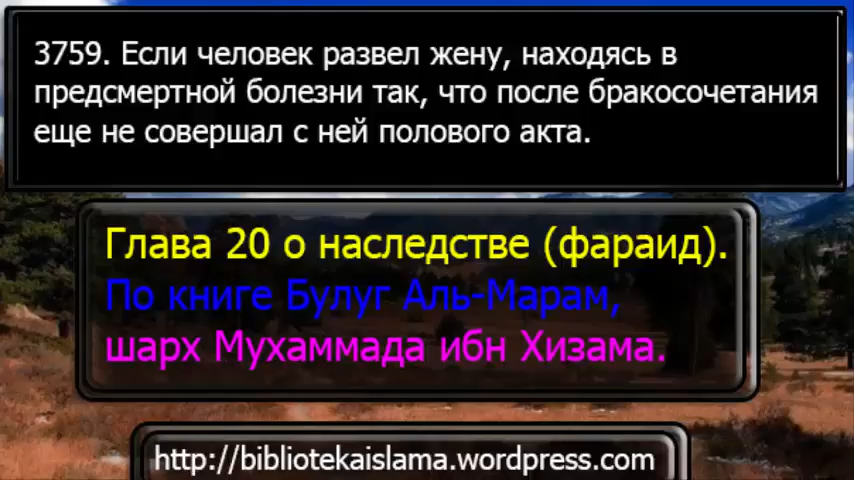 3759. Если человек развел жену, находясь в
предсмертной болезни так, что после бракосочетания
еще не совершал с ней полового акта.
Глава 20 о наследстве (фараид).
По книге Булуг Аль-Марам,
шарх Мухаммада ибн Хизама.
http://bibliotekaislama.wordpress.com